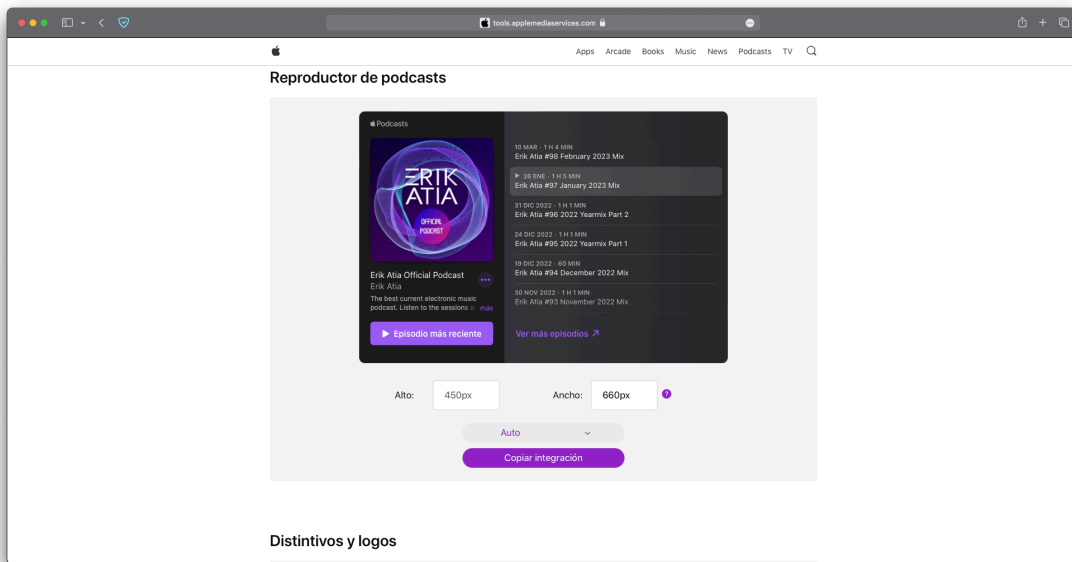 tools.applemediaservices.com
Apps Arcade Books Music News Podcasts TV
Reproductor de podcasts
Podcasts
ERIK
ATIA
OFFICIAL
PODCAST
Erik Atia Official Podcast
Erik Atia
The best current electronic music
podcast. Listen to the sessions más
Episodio más reciente
10 MAR · 1 H 4 MIN
Erik Atia #98 February 2023 Mix
26 ENE · 1 H 5 MIN
Erik Atia #97 January 2023 Mix
31 DIC 2022 · 1 H 1 MIN
Erik Atia #96 2022 Yearmix Part 2
24 DIC 2022 · 1 H 1 MIN
Erik Atia #95 2022 Yearmix Part 1
19 DIC 2022 · 60 MIN
Erik Atia #94 December 2022 Mix
30 NOV 2022 · 1 H 1 MIN
Erik Atia #93 November 2022 Mix
Ver más episodios
Alto: 450px Ancho: 660px ?
Auto
Copiar integración
Distintivos y logos